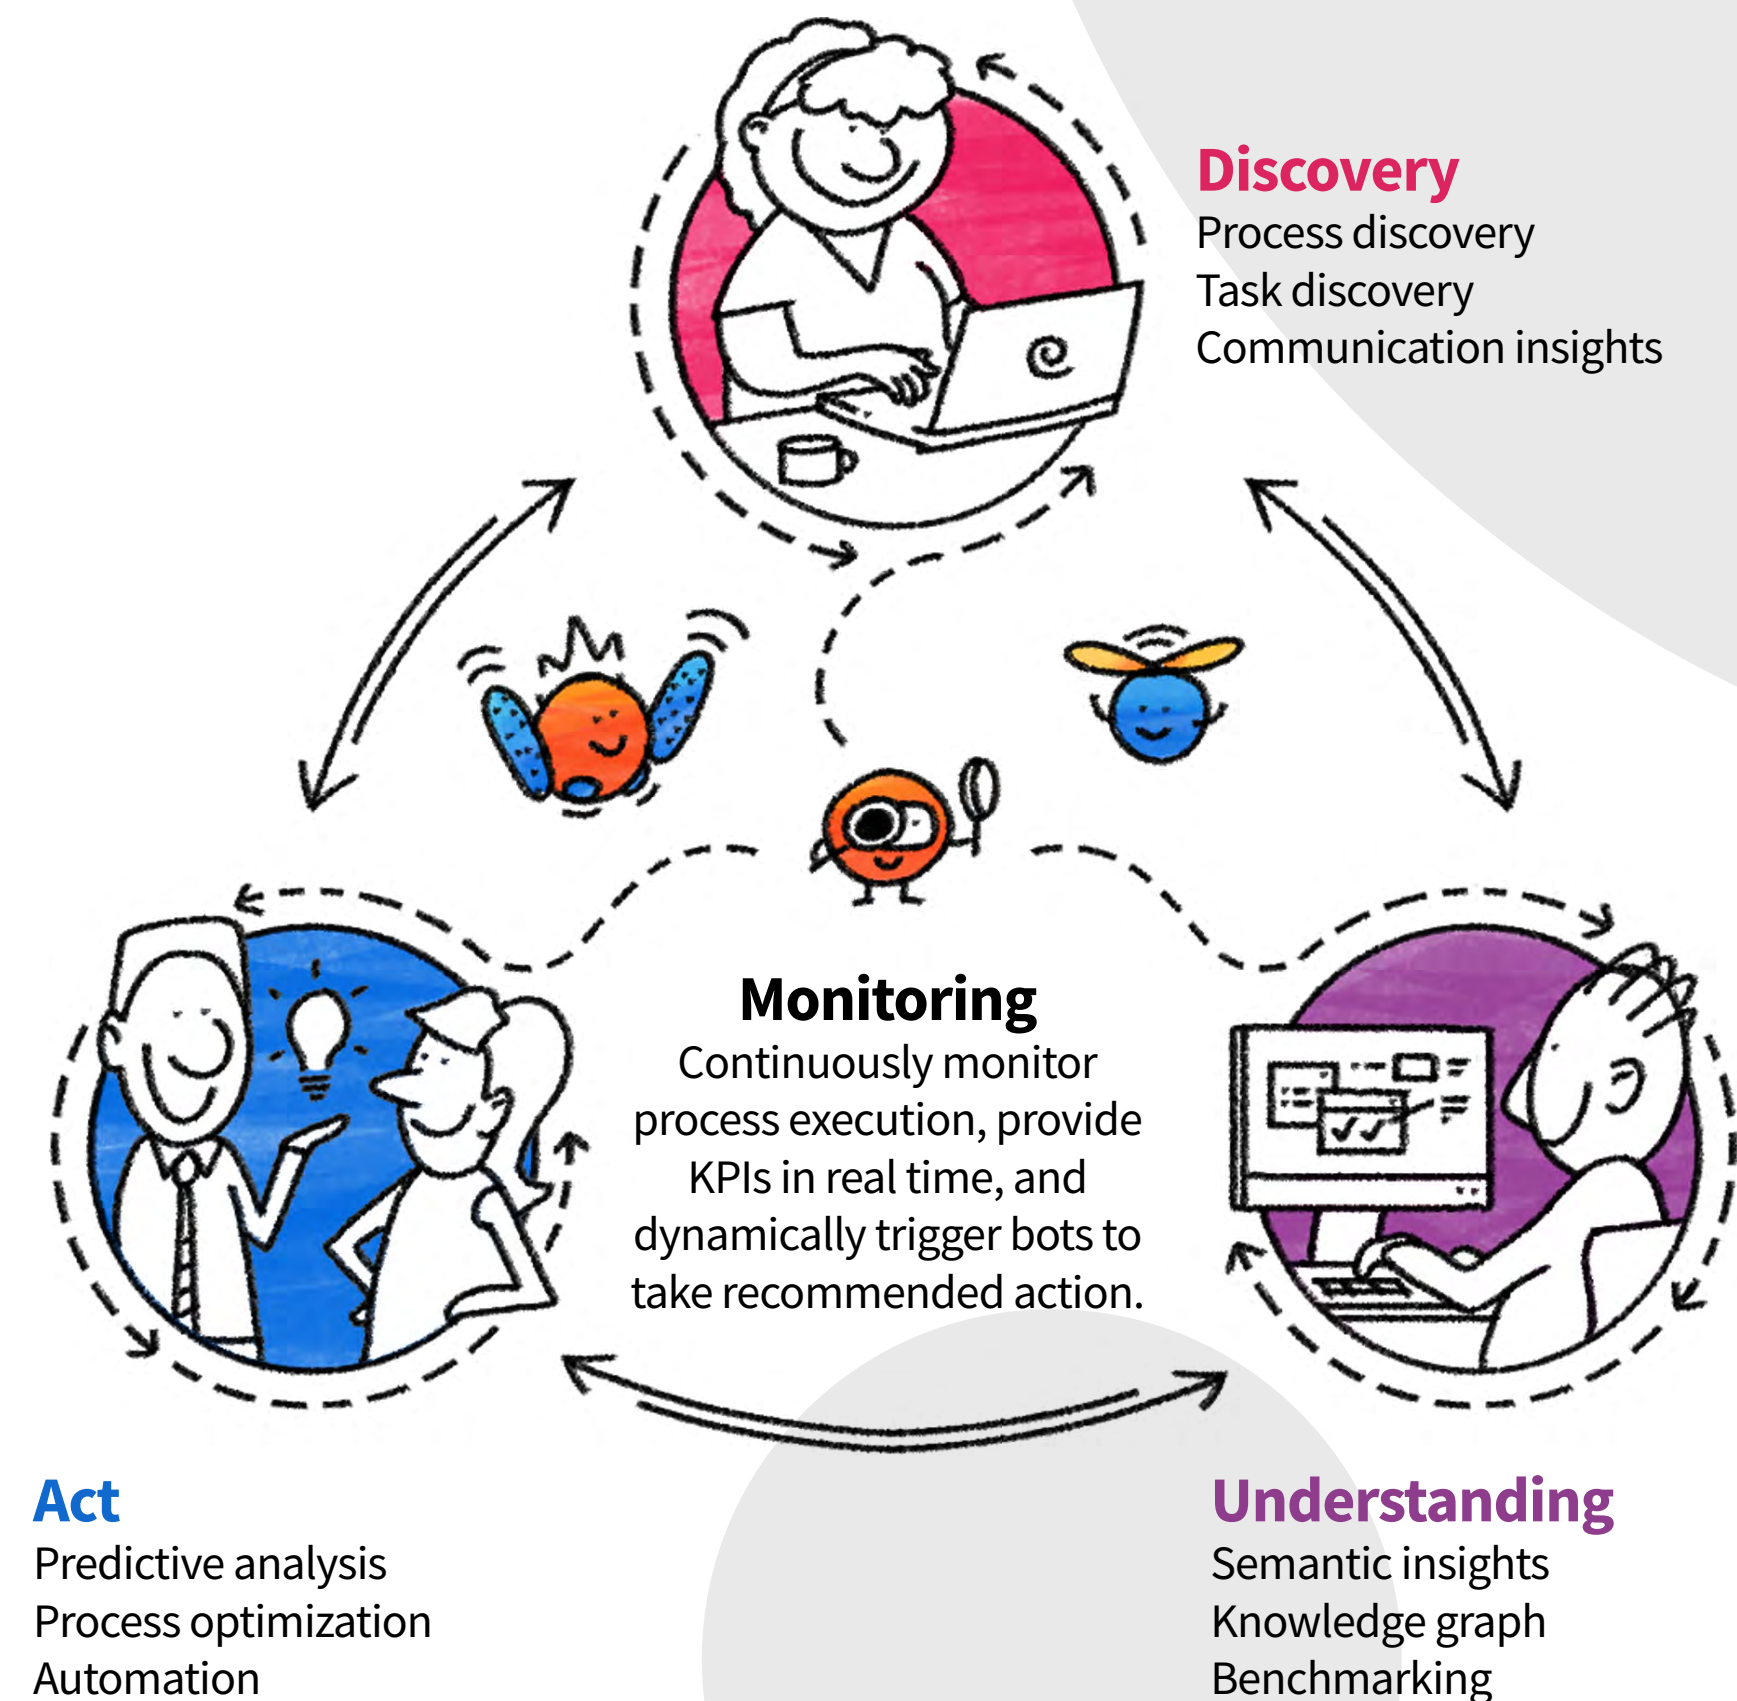 Discovery
Process discovery
Task discovery
Communication insights
Monitoring
Continuously monitor
process execution, provide
KPIs in real time, and
dynamically trigger bots to
take recommended action.
Act
Predictive analysis
Process optimization
Automation
Understanding
Semantic insights
Knowledge graph
Benchmarking